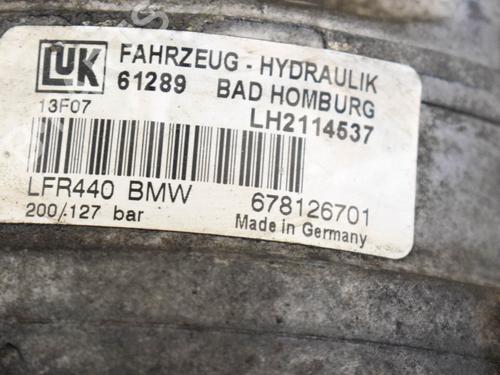 LUK
FAHRZEUG - HYDRAULIK
61289 BAD HOMBURG
13F07
LH2114537
LFR440 BMW
678126701
200/-127 bar
Made in Germany